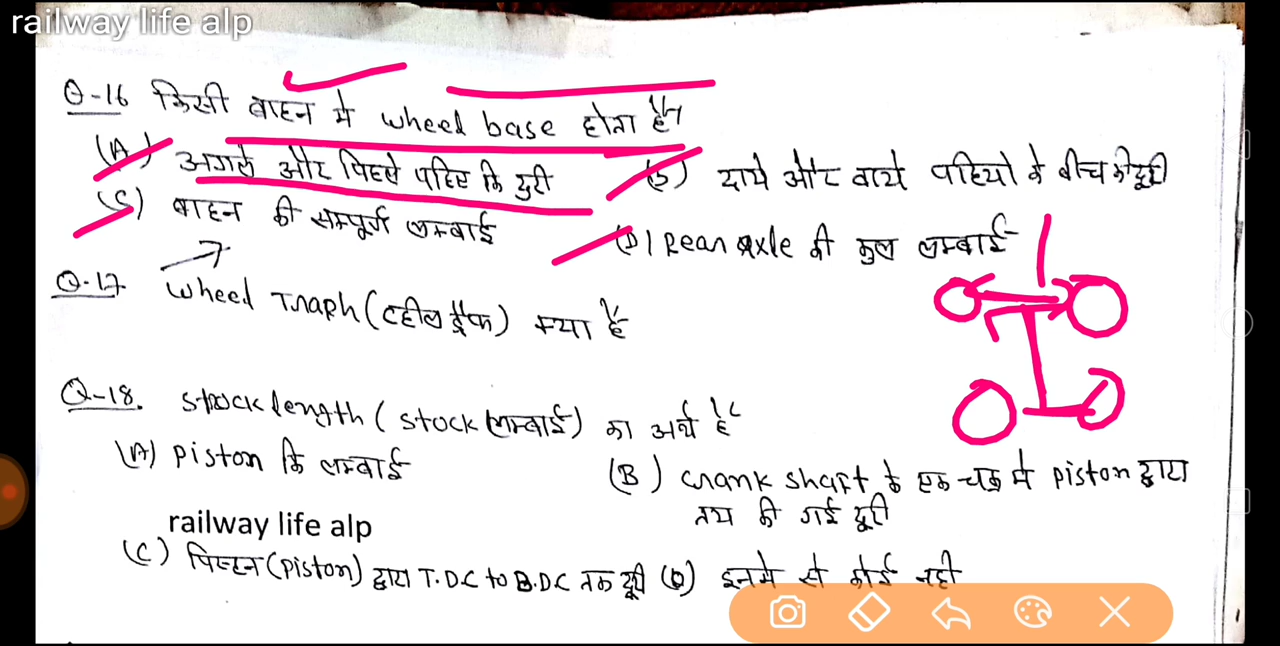 railway life alp
Q-16 किसी वाहन मे wheel base होता है।
(A) अगले और पिछले पहिए कि दुरी (B) दाये और वाये पहियो के बीच की दूरी
(C) वाहन की सम्पूर्ण लम्बाई (D) Rear axle की कुल लम्बाई
Q.17 wheel (व्हील ट्रैक) क्या है
Q-18. length (stock लम्बाई) का अर्थ है
(A) piston कि लम्बाई (B) crank shaft के एक चक्र मे piston द्वारा
तय की गई दूरी
railway life alp
(C) पिस्टन (piston) द्वारा T.DC to B.DC तक दूरी (D) इनमे से कोई नही